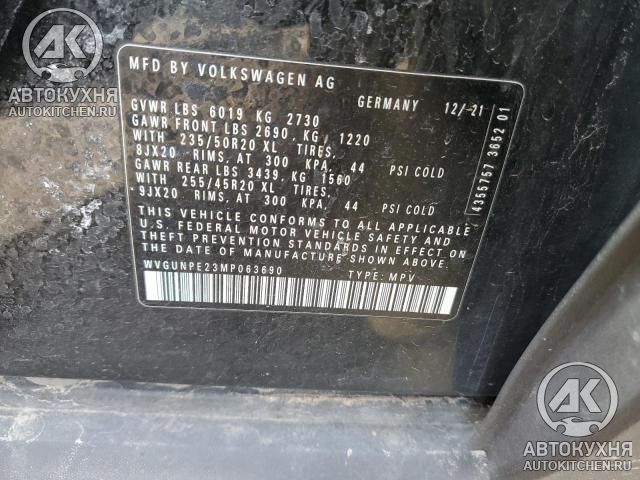 MFD BY VOLKSWAGEN AG
GERMANY 12/21
GVWR LBS 6019 KG 2730
GAWR FRONT LBS 2690 KG 1220
WITH 235/50R20 XL TIRES,
8JX20 RIMS, AT 300 KPA, 44 PSI COLD
GAWR REAR LBS 3439, KG 1560
WITH 255/45R20 XL TIRES,
9JX20 RIMS, AT 300 KPA, 44 PSI COLD
THIS VEHICLE CONFORMS TO ALL APPLICABLE
U.S. FEDERAL MOTOR VEHICLE SAFETY AND
THEFT PREVENTION STANDARDS IN EFFECT ON
THE DATE OF MANUFACTURE SHOWN ABOVE.
WVGUNPE23MP063690 TYPE: MPV
4355757 3652 01
АК
АВТОКУХНЯ
AUTOKITCHEN.RU
АК
АВТОКУХНЯ
AUTOKITCHEN.RU